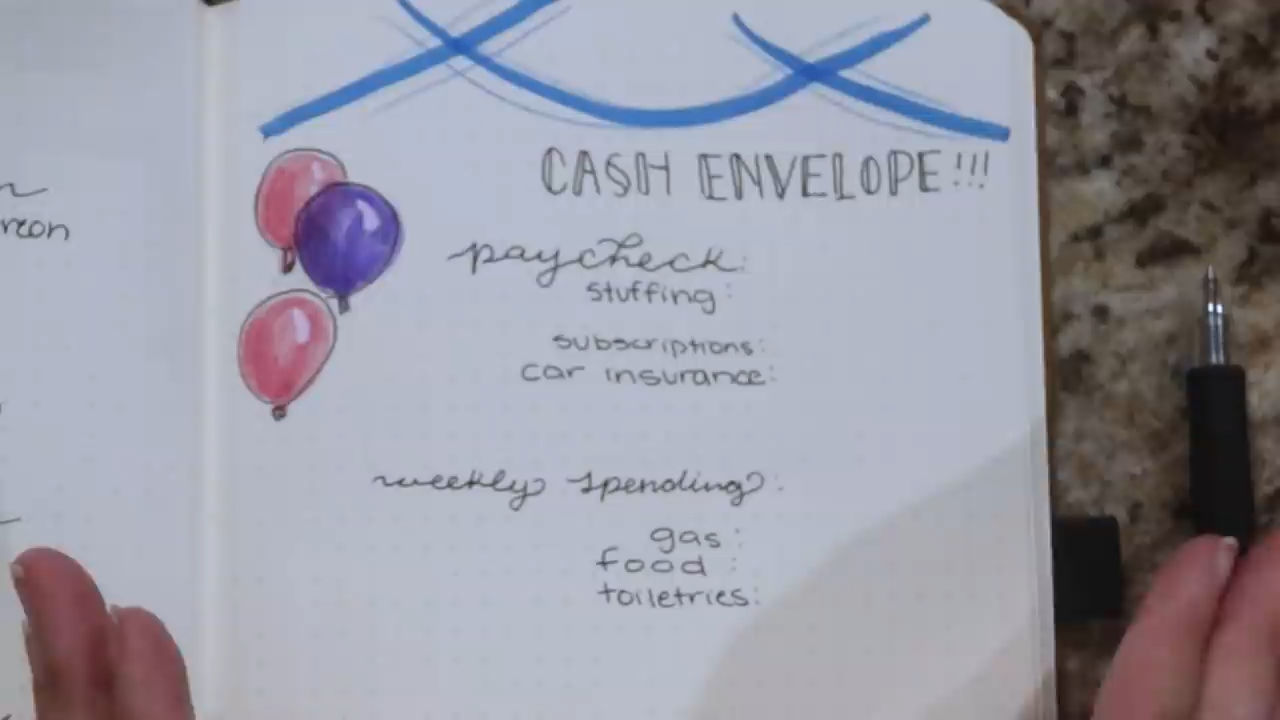 CASH ENVELOPE!!!
paycheck:
stuffing:
subscriptions:
car insurance:
weekly spending:
gas:
food:
toiletries: